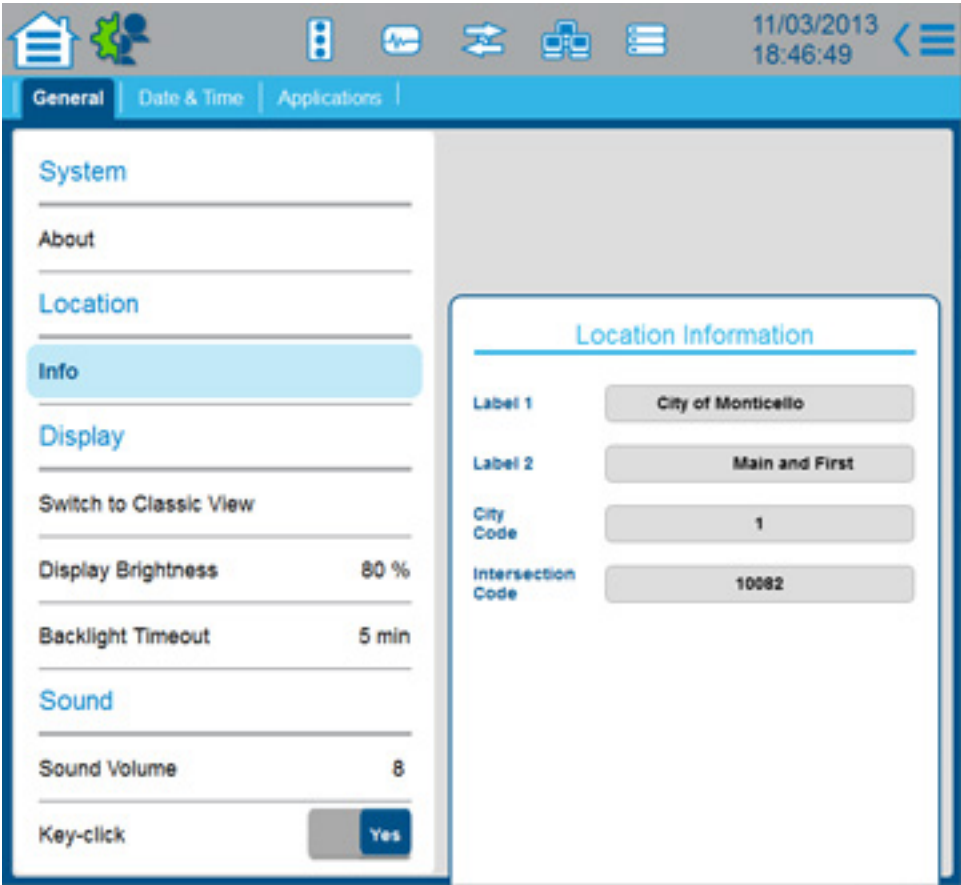 11/03/2013
18:46:49
General Date & Time Applications
System
About
Location
Info
Display
Switch to Classic View
Display Brightness 80 %
Backlight Timeout 5 min
Sound
Sound Volume 8
Key-click Yes
Location Information
Label 1 City of Monticello
Label 2 Main and First
City
Code 1
Intersection
Code 10082